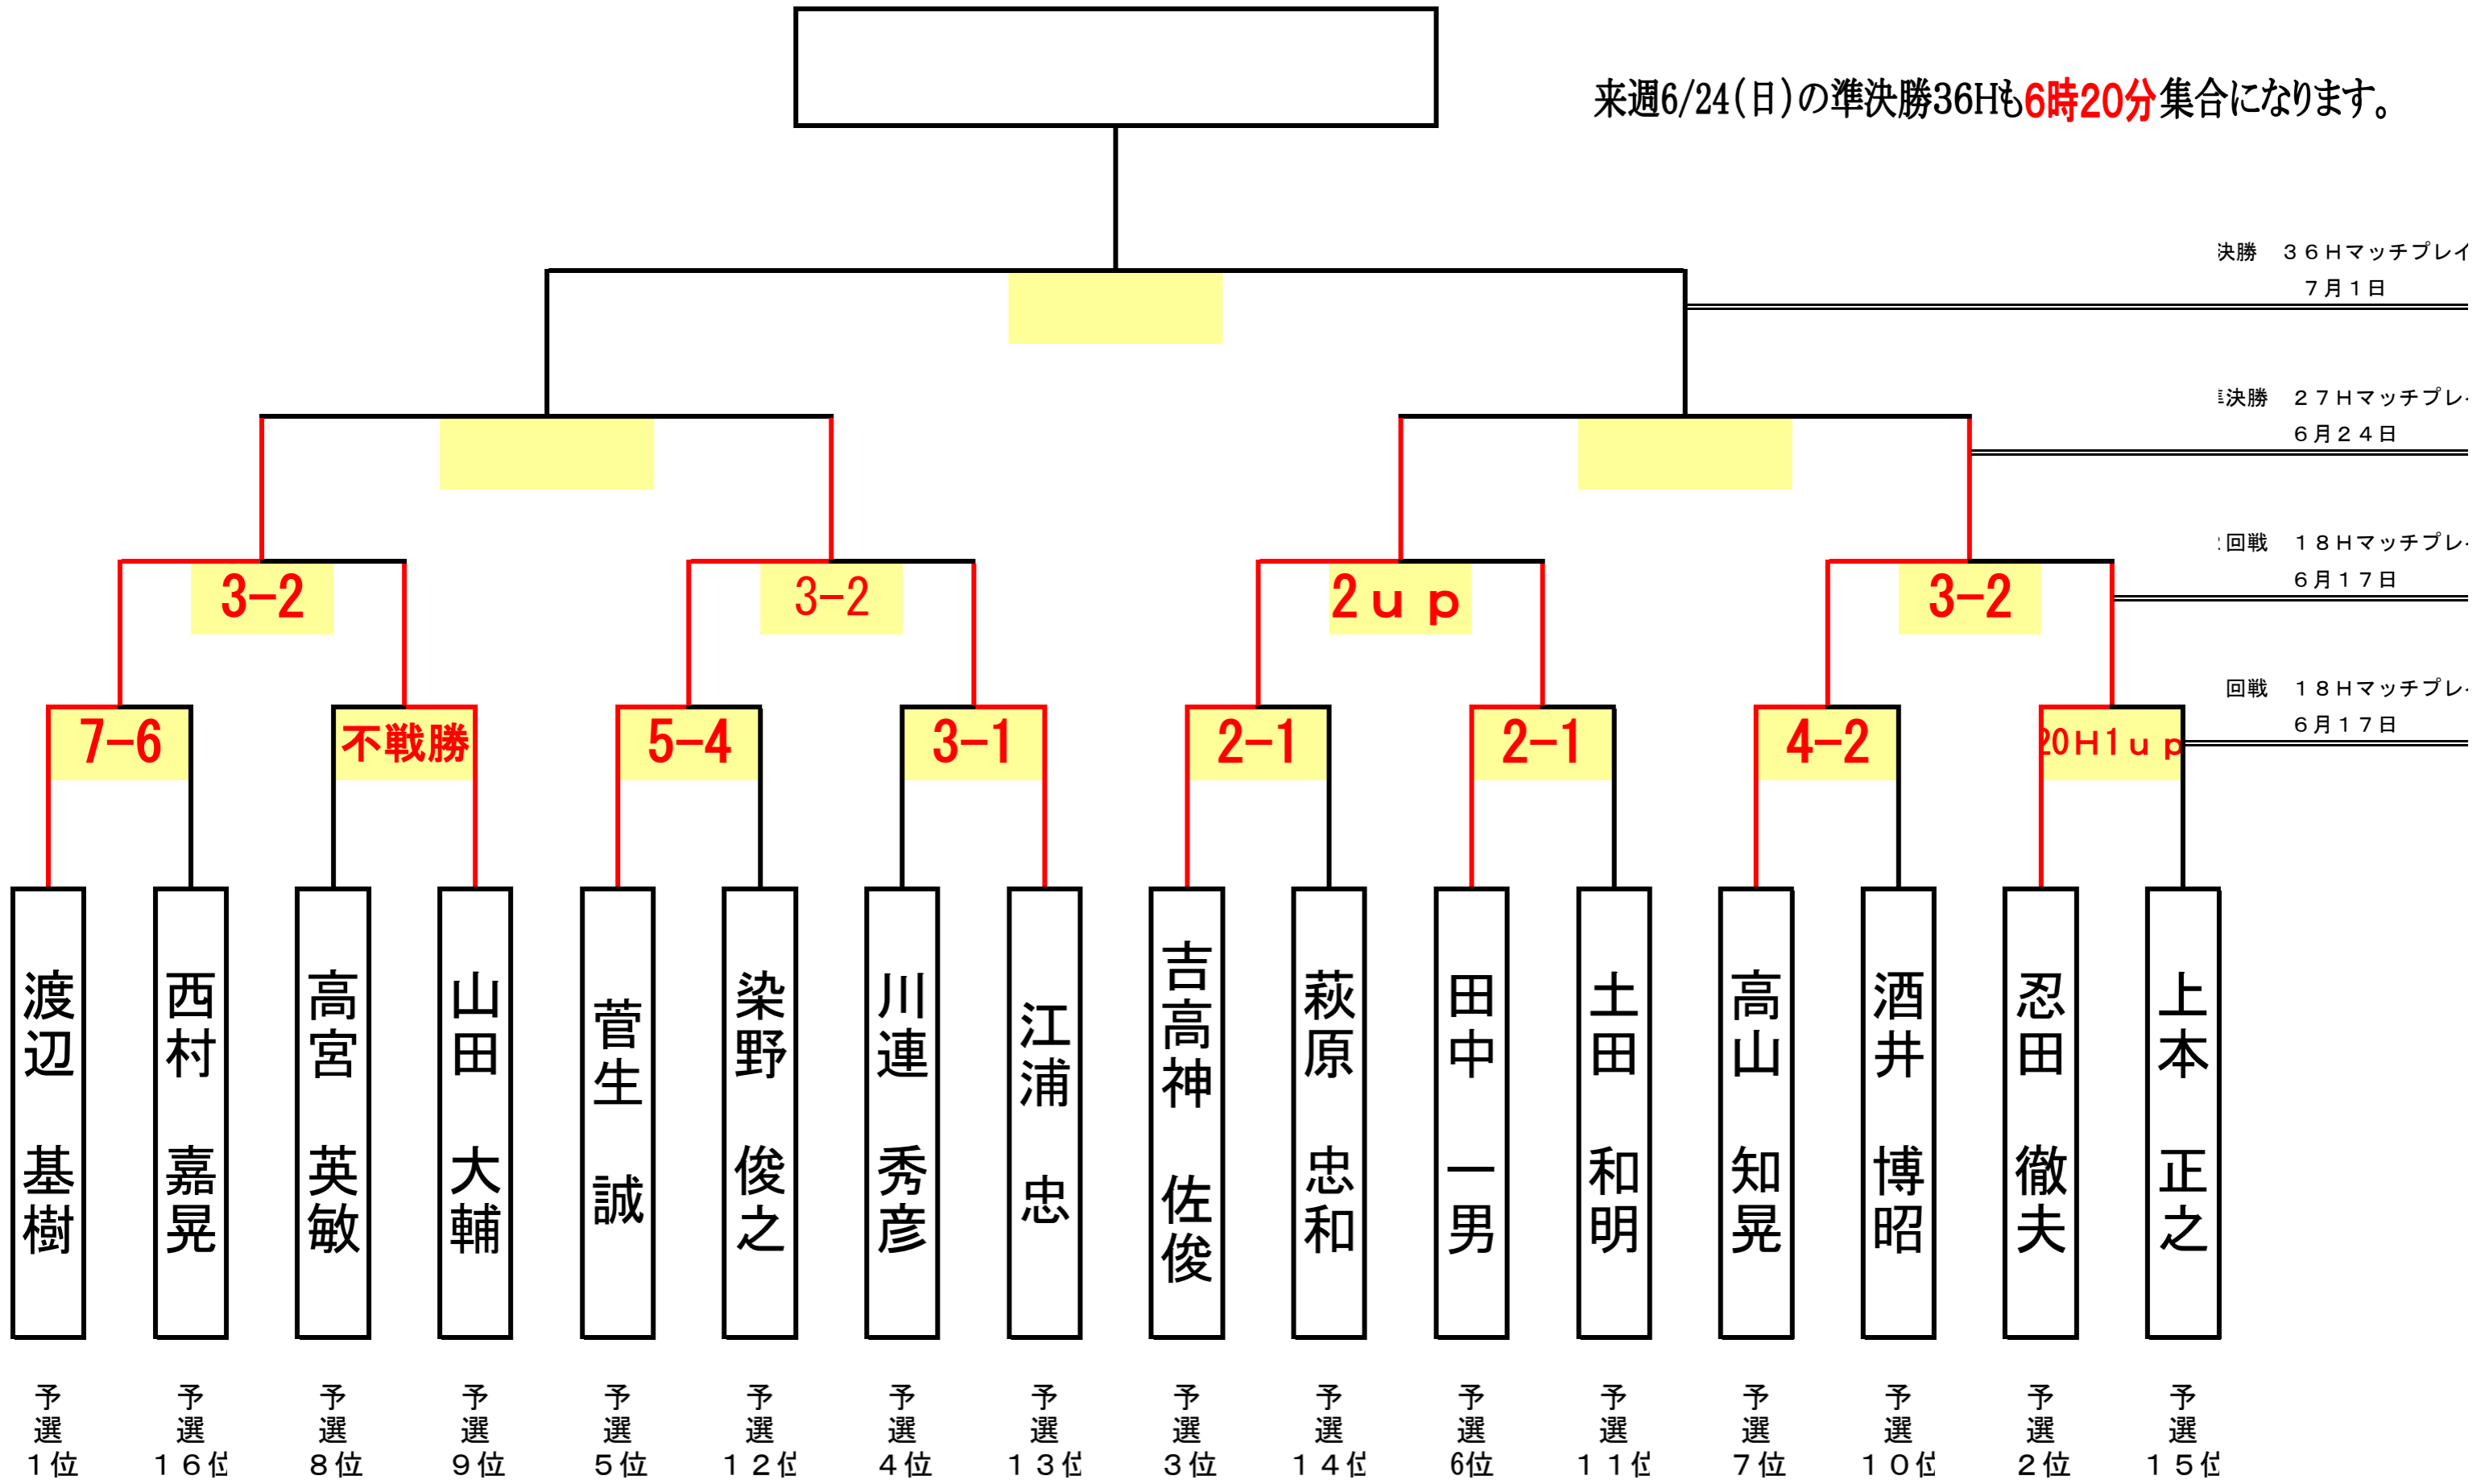 来週6/24(日)の準決勝36Hも6時20分集合になります。
決勝　３６Ｈマッチプレイ
７月１日
準決勝　２７Ｈマッチプレイ
６月２４日
２回戦　１８Ｈマッチプレイ
６月１７日
回戦　１８Ｈマッチプレイ
６月１７日
3-2
3-2
2ｕｐ
3-2
7-6
不戦勝
5-4
3-1
2-1
2-1
4-2
20H1ｕｐ
渡辺　基樹
西村　嘉晃
高宮　英敏
山田　大輔
菅生　誠
染野　俊之
川連　秀彦
江浦　忠
吉高神　佐俊
萩原　忠和
田中　一男
土田　和明
高山　知晃
酒井　博昭
忍田　徹夫
上本　正之
予選１位
予選１６位
予選８位
予選９位
予選５位
予選１２位
予選４位
予選１３位
予選３位
予選１４位
予選6位
予選１１位
予選７位
予選１０位
予選２位
予選１５位